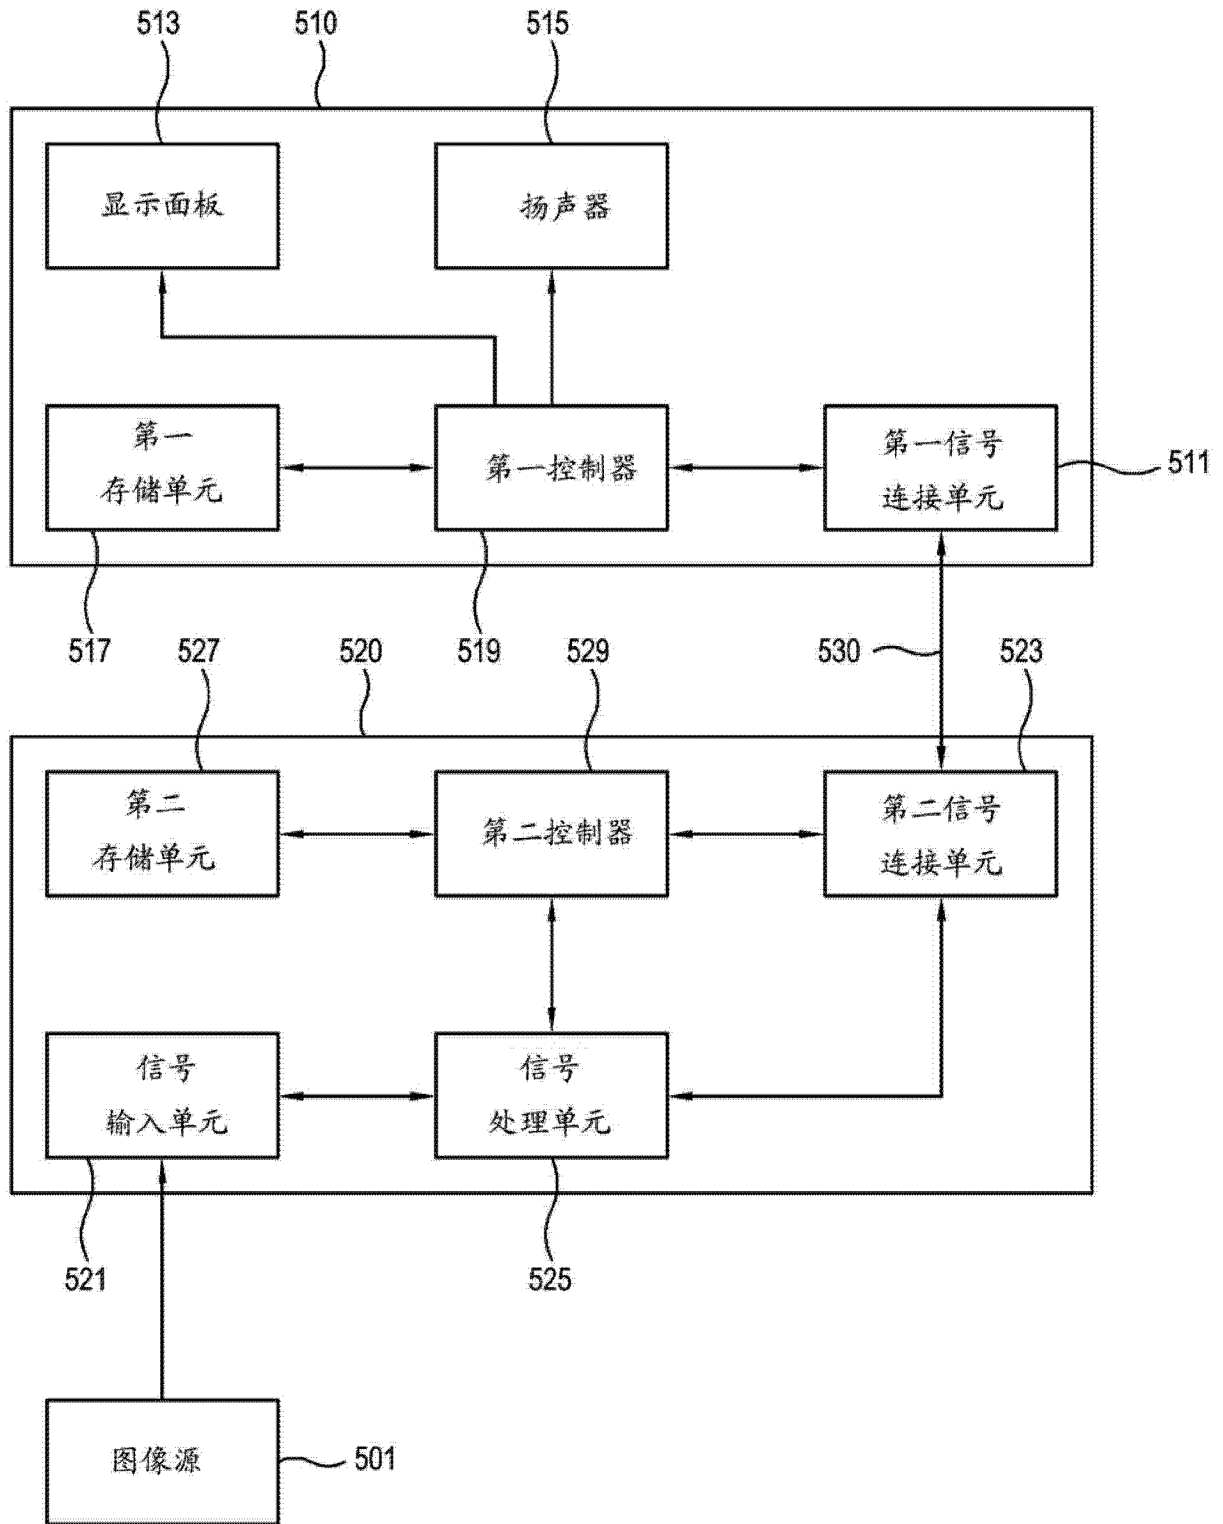 513
510
515
显示面板
扬声器
第一
存储单元
第一控制器
第一信号
连接单元
511
517
527
520
519
529
530
523
第二
存储单元
第二控制器
第二信号
连接单元
信号
输入单元
信号
处理单元
521
525
图像源
501